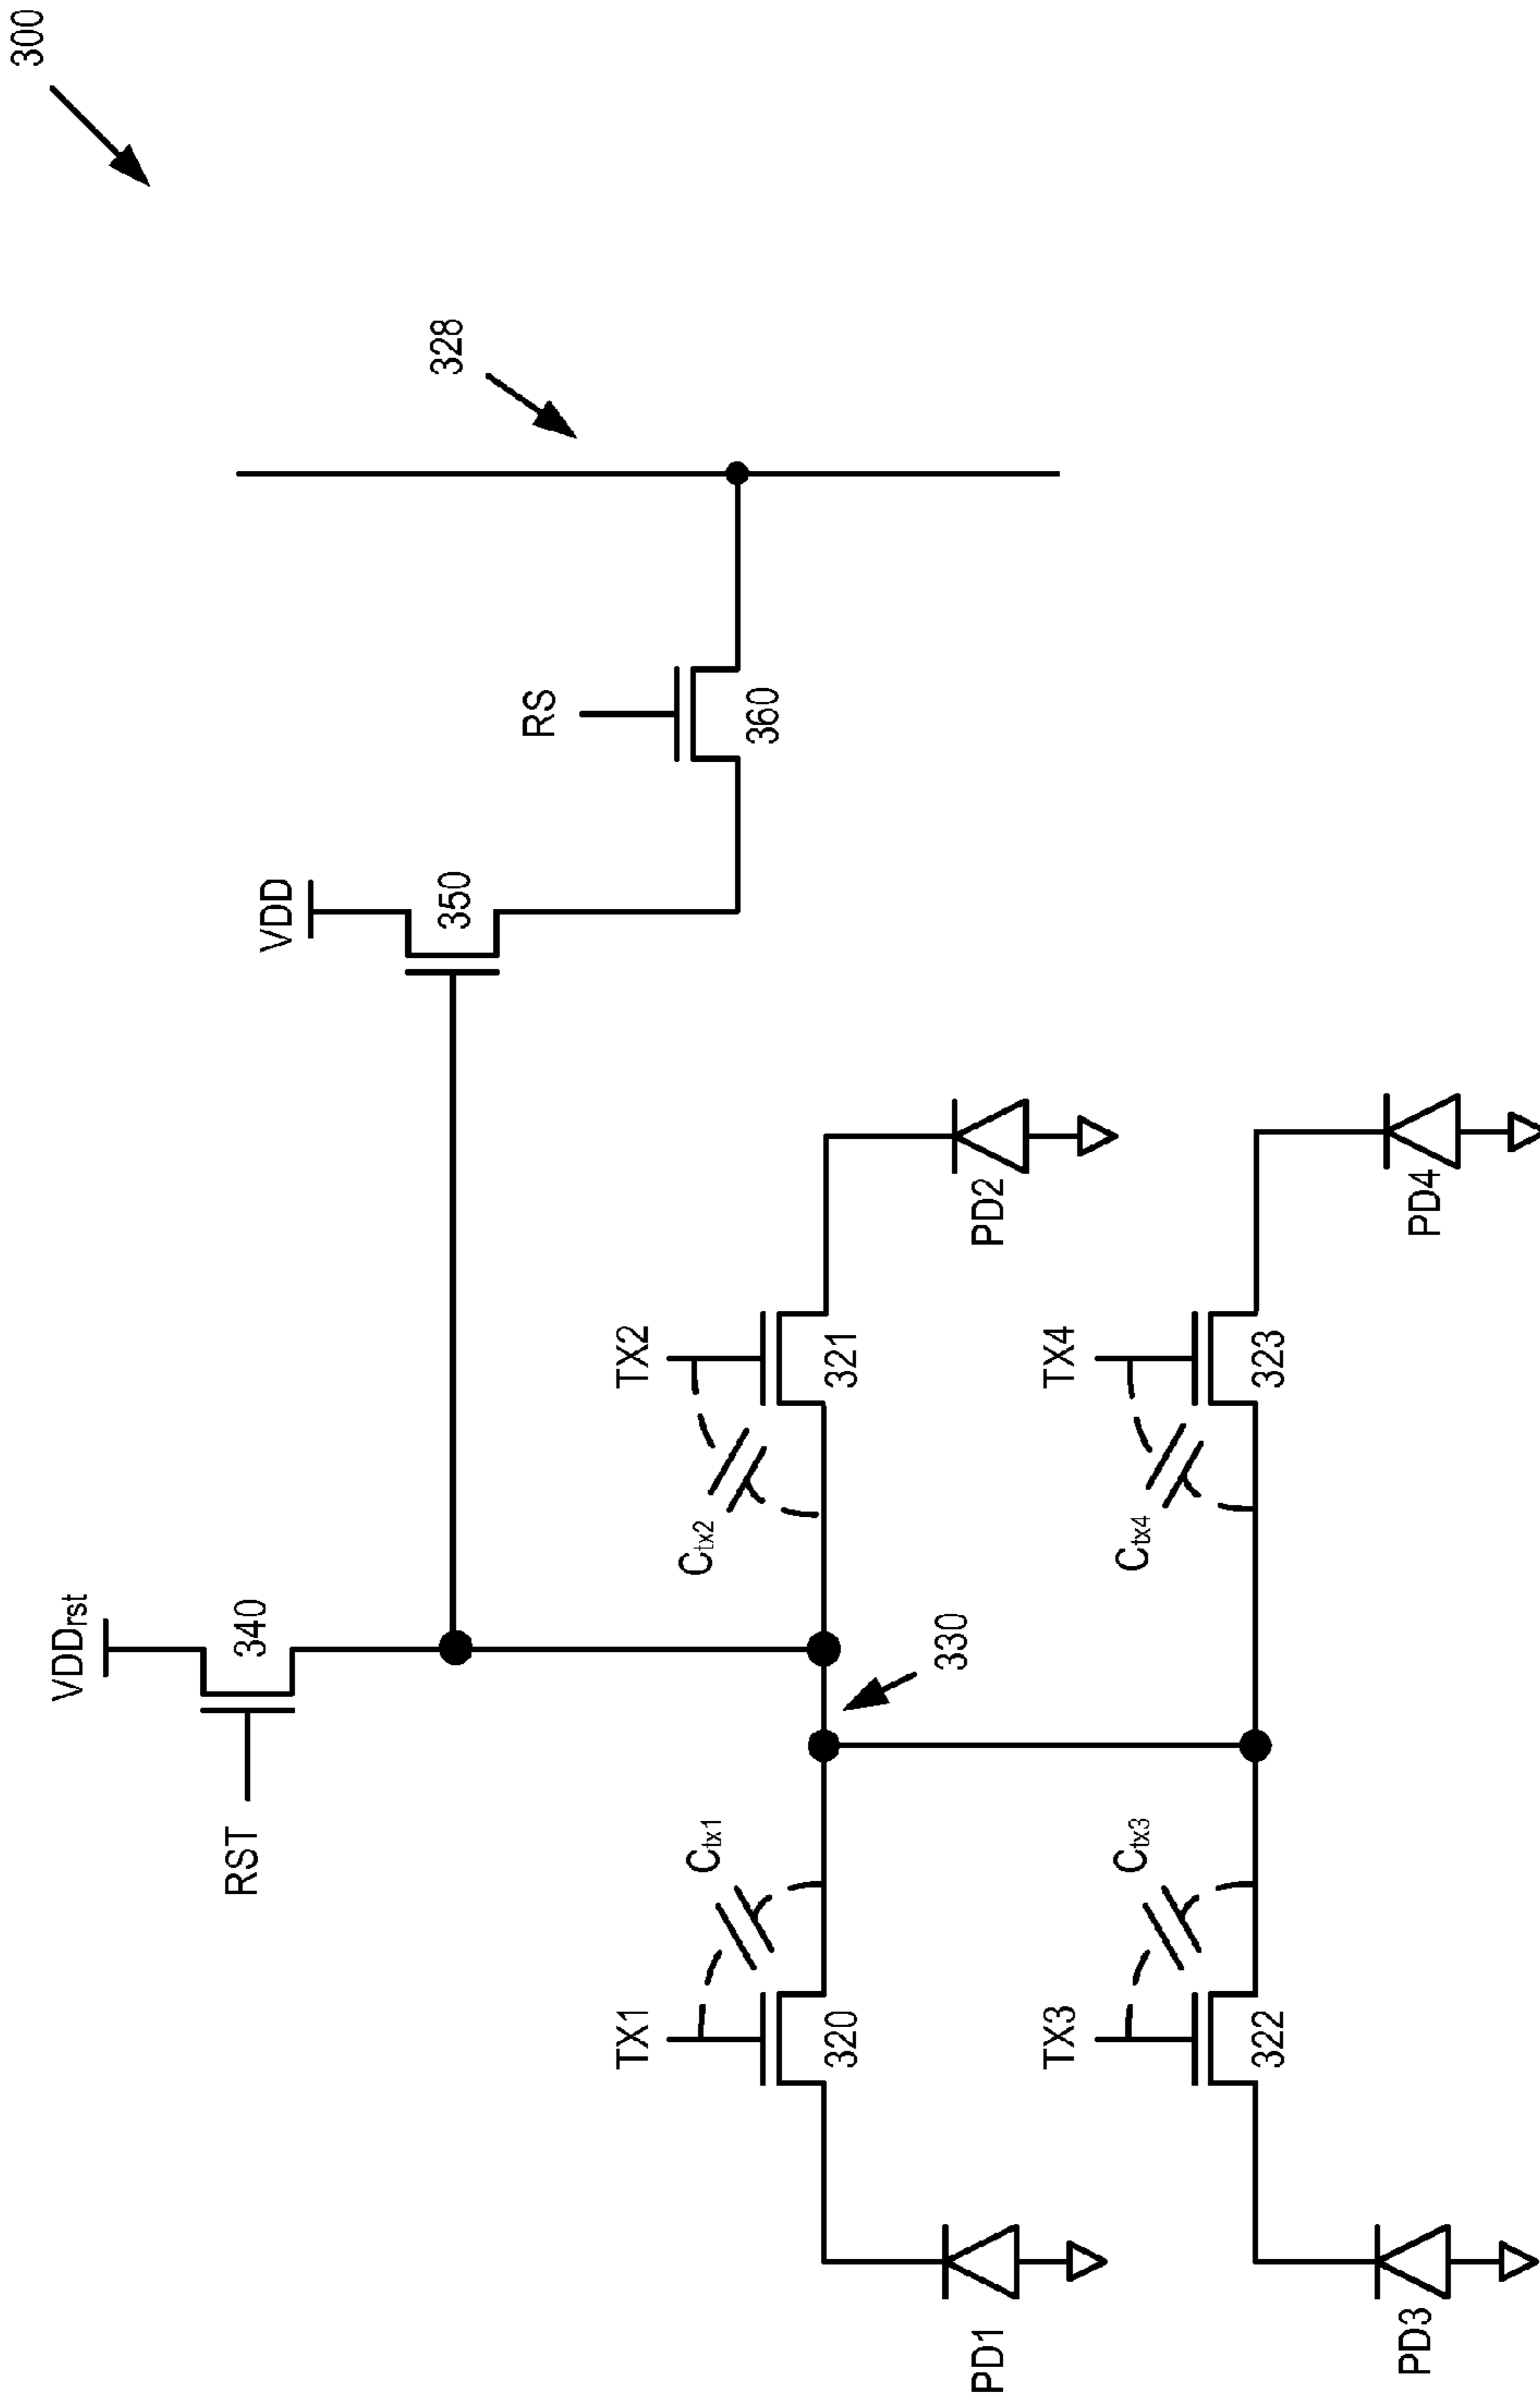 300
VDDrst
RST
340
VDD
350
328
RS
360
TX1
Ctx1
320
330
TX2
Ctx2
321
PD1
PD2
TX3
Ctx3
322
TX4
Ctx4
323
PD3
PD4